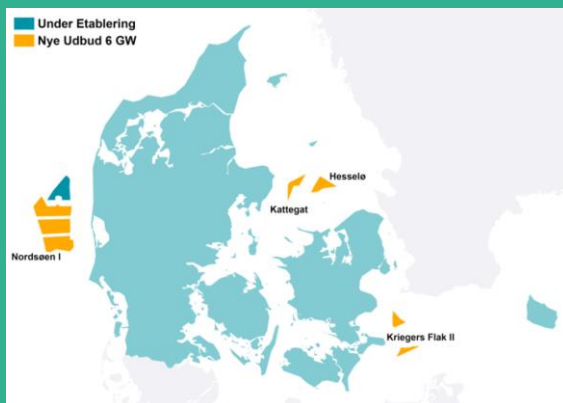 Under Etablering
Nye Udbud 6 GW
Hesselø
Kattegat
Nordsøen I
Kriegers Flak II